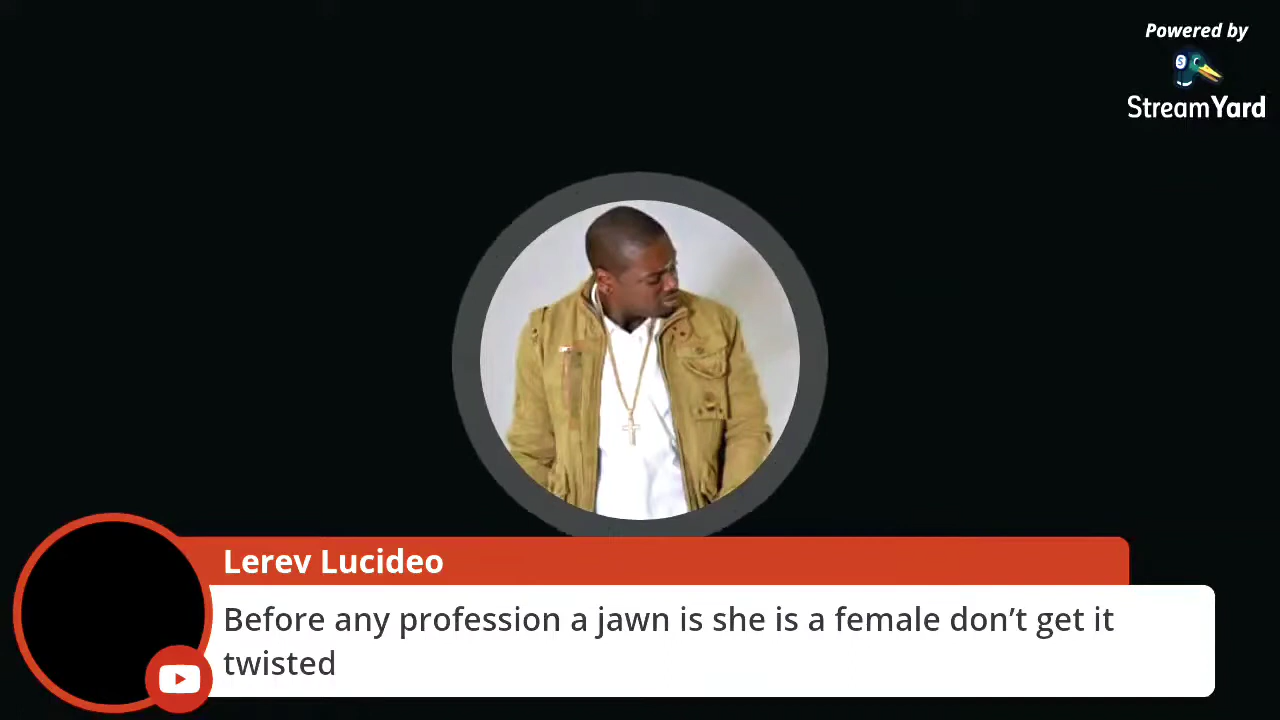 Powered by
StreamYard
Lerev Lucideo
Before any profession a jawn is she is a female don’t get it
twisted